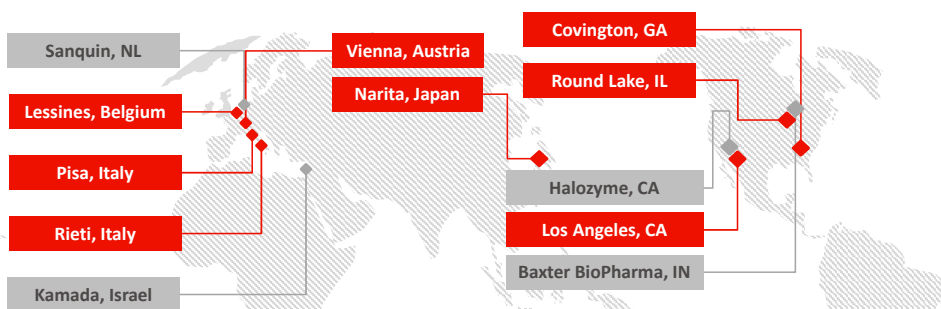 Sanquin, NL
Vienna, Austria
Covington, GA
Round Lake, IL
Narita, Japan
Lessines, Belgium
Pisa, Italy
Halozyme, CA
Rieti, Italy
Los Angeles, CA
Baxter BioPharma, IN
Kamada, Israel